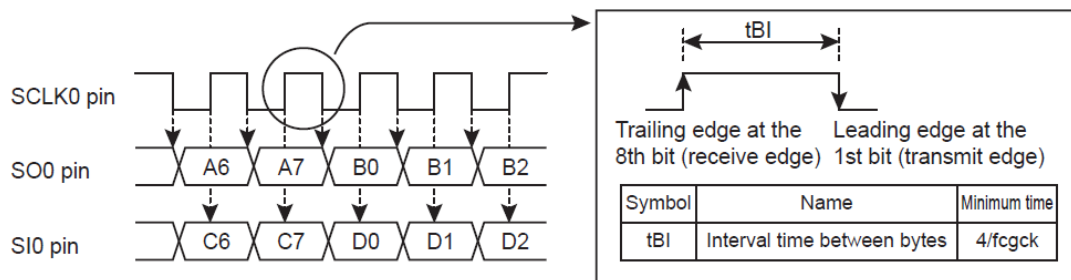 tBI
SCLK0 pin
Trailing edge at the
8th bit (receive edge)
Leading edge at the
1st bit (transmit edge)
SO0 pin
A6 A7 B0 B1 B2
SI0 pin
C6 C7 D0 D1 D2
Symbol Name Minimum time
tBI Interval time between bytes 4/fcgck